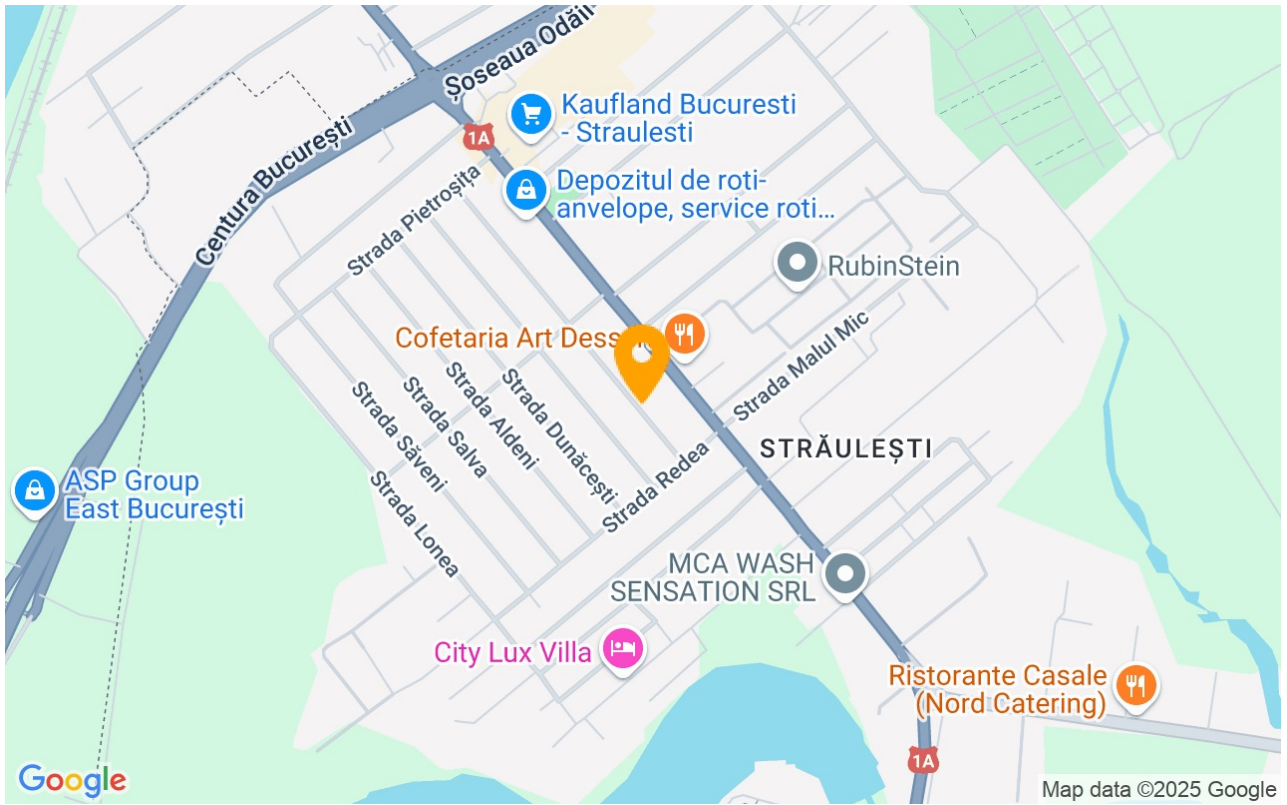 Șoseaua Odăil
Kaufland Bucuresti
- Straulesti
1A
Centura București
Depozitul de roti-
anvelope, service roti...
Strada Pietroșița
RubinStein
Cofetaria Art Dess
Strada Malul Mic
Strada Dunăcești
Strada Aldeni
Strada Salva
Strada Săveni
STRĂULEȘTI
Strada Redea
ASP Group
East București
Strada Lonea
MCA WASH
SENSATION SRL
City Lux Villa
Ristorante Casale
(Nord Catering)
1A
Google
Map data ©2025 Google